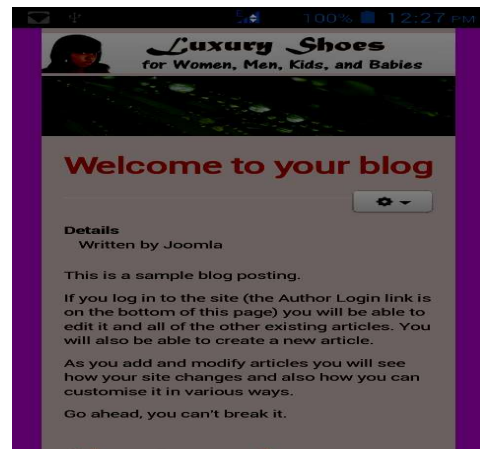 100% 12:27 PM
Luxury Shoes
for Women, Men, Kids, and Babies
Welcome to your blog
Details
Written by Joomla
This is a sample blog posting.
If you log in to the site (the Author Login link is
on the bottom of this page) you will be able to
edit it and all of the other existing articles. You
will also be able to create a new article.
As you add and modify articles you will see
how your site changes and also how you can
customise it in various ways.
Go ahead, you can't break it.